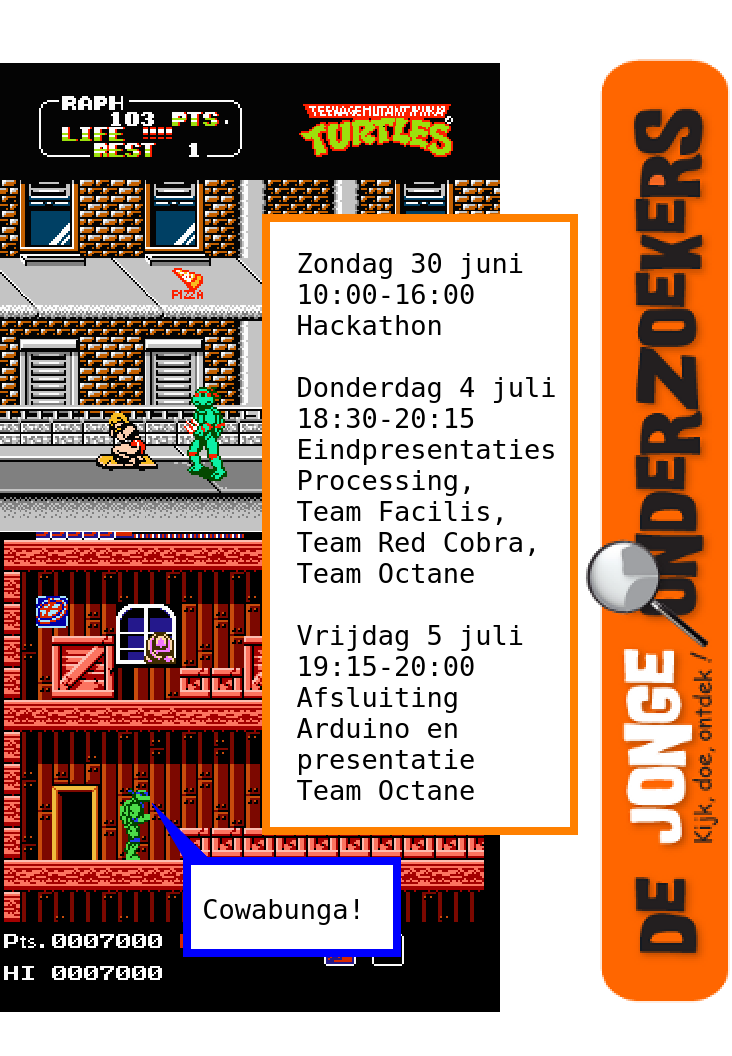 RAPH
103 PTS.
LIFE !!!!
REST 1
TEENAGE MUTANT NINJA
TURTLES
PIZZA
Zondag 30 juni
10:00-16:00
Hackathon
Donderdag 4 juli
18:30-20:15
Eindpresentaties
Processing,
Team Facilis,
Team Red Cobra,
Team Octane
Vrijdag 5 juli
19:15-20:00
Afsluiting
Arduino en
presentatie
Team Octane
Cowabunga!
Pts.0007000
HI 0007000
DE JONGE ONDERZOEKERS
Kijk, doe, ontdek !